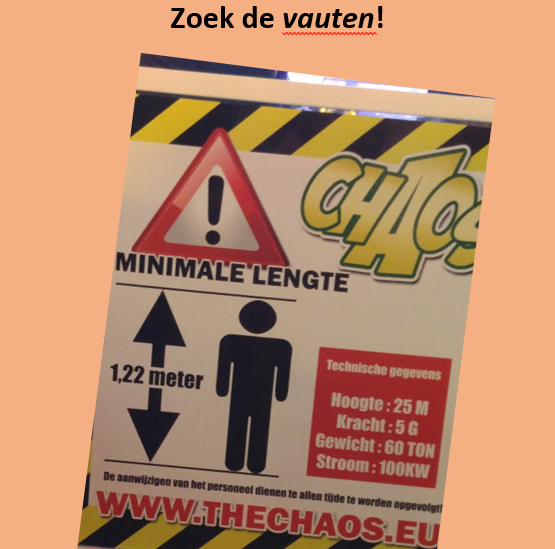 Zoek de vauten!
CHAOS
MINIMALE LENGTE
1,22 meter
Technische gegevens
Hoogte : 25 M
Kracht : 5 G
Gewicht : 60 TON
Stroom : 100KW
De aanwijzigen van het personeel dienen te allen tijde te worden opgevolgt!
WWW.THECHAOS.EU